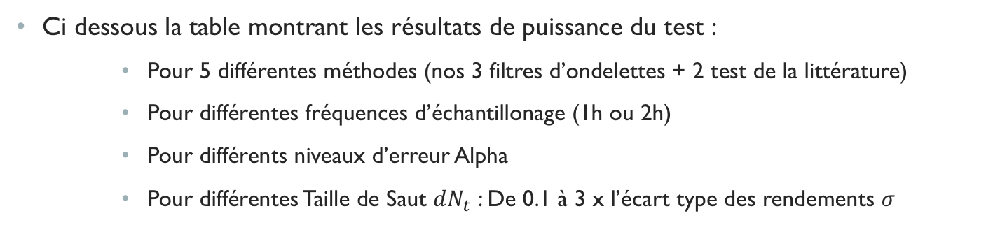 • Ci dessous la table montrant les résultats de puissance du test :
• Pour 5 différentes méthodes (nos 3 filtres d’ondelettes + 2 test de la littérature)
• Pour différentes fréquences d’échantillonage (1h ou 2h)
• Pour différents niveaux d’erreur Alpha
• Pour différentes Taille de Saut dNₜ : De 0.1 à 3 x l’écart type des rendements σ